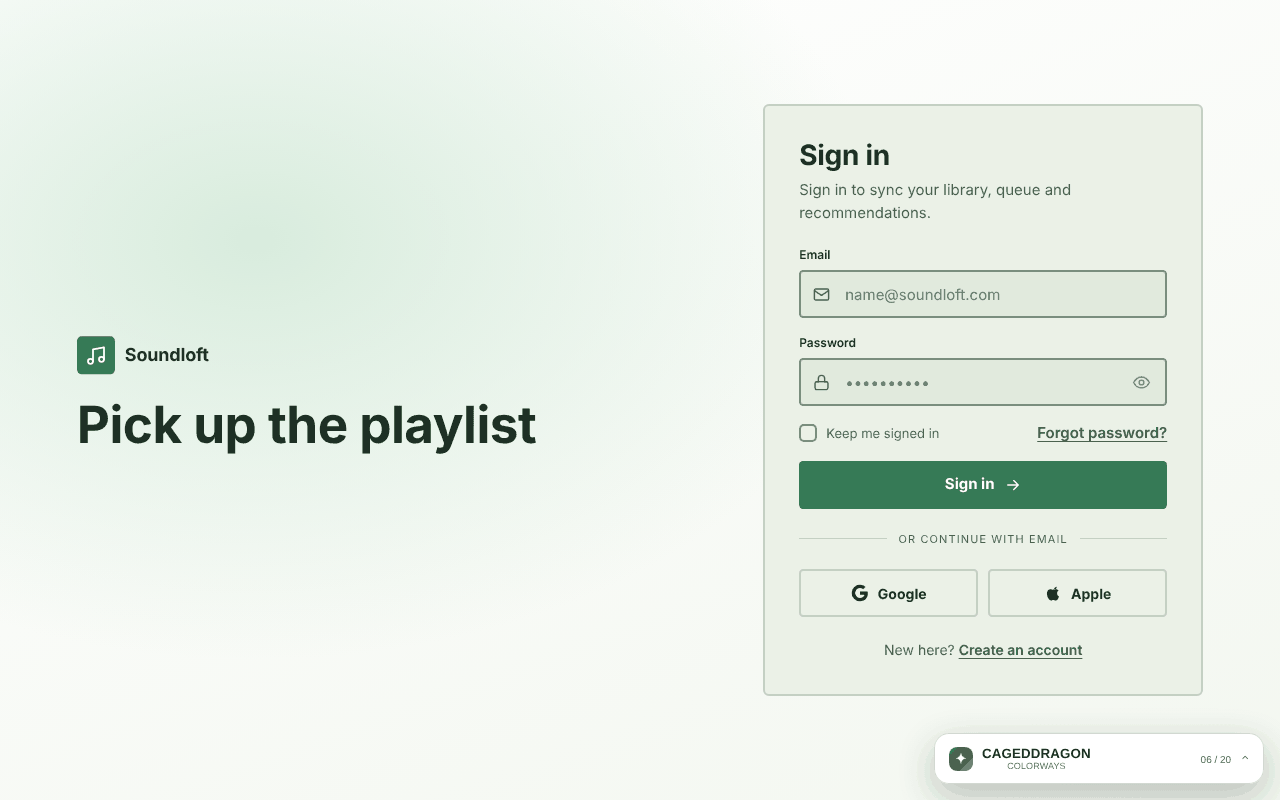 Soundloft
Pick up the playlist
Sign in
Sign in to sync your library, queue and
recommendations.
Email
name@soundloft.com
Password
••••••••••
Keep me signed in
Forgot password?
Sign in →
OR CONTINUE WITH EMAIL
Google
Apple
New here? Create an account
CAGEDDRAGON
COLORWAYS
06 / 20